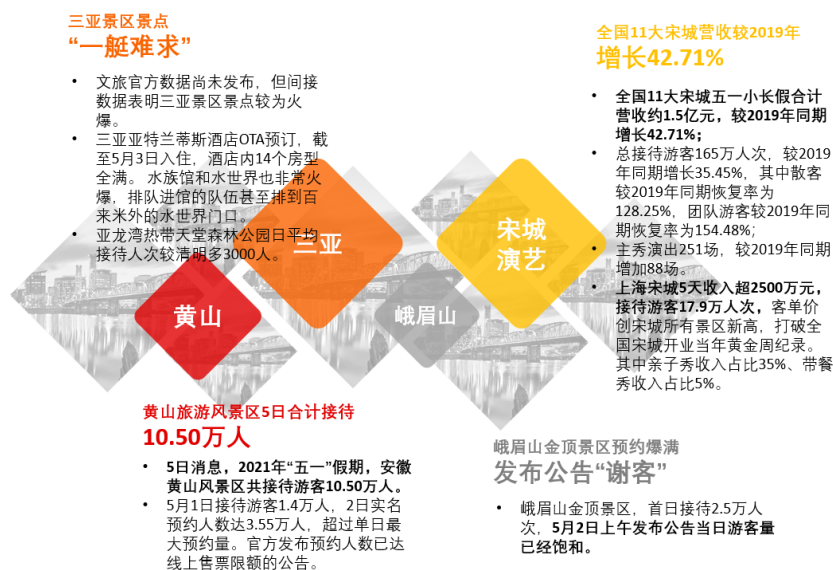 三亚景区景点
“一艇难求”
• 文旅官方数据尚未发布，但间接
数据表明三亚景区景点较为火
爆。
• 三亚亚特兰蒂斯酒店OTA预订，截
至5月3日入住，酒店内14个房型
全满。 水族馆和水世界也非常火
爆，排队进馆的队伍甚至排到百
来米外的水世界门口。
• 亚龙湾热带天堂森林公园日平均
接待人次较清明多3000人。
全国11大宋城营收较2019年
增长42.71%
• 全国11大宋城五一小长假合计
营收约1.5亿元，较2019年同期
增长42.71%；
• 总接待游客165万人次，较2019
年同期增长35.45%，其中散客
较2019年同期恢复率为
128.25%，团队游客较2019年同
期恢复率为154.48%；
• 主秀演出251场，较2019年同期
增加88场。
• 上海宋城5天收入超2500万元，
接待游客17.9万人次，客单价
创宋城所有景区新高，打破全
国宋城开业当年黄金周纪录。
其中亲子秀收入占比35%、带餐
秀收入占比5%。
三亚
宋城
演艺
黄山
峨眉山
黄山旅游风景区5日合计接待
10.50万人
• 5日消息，2021年“五一”假期，安徽
黄山风景区共接待游客10.50万人。
• 5月1日接待游客1.4万人，2日实名
预约人数达3.55万人，超过单日最
大预约量。官方发布预约人数已达
线上售票限额的公告。
峨眉山金顶景区预约爆满
发布公告“谢客”
• 峨眉山金顶景区，首日接待2.5万人
次，5月2日上午发布公告当日游客量
已经饱和。